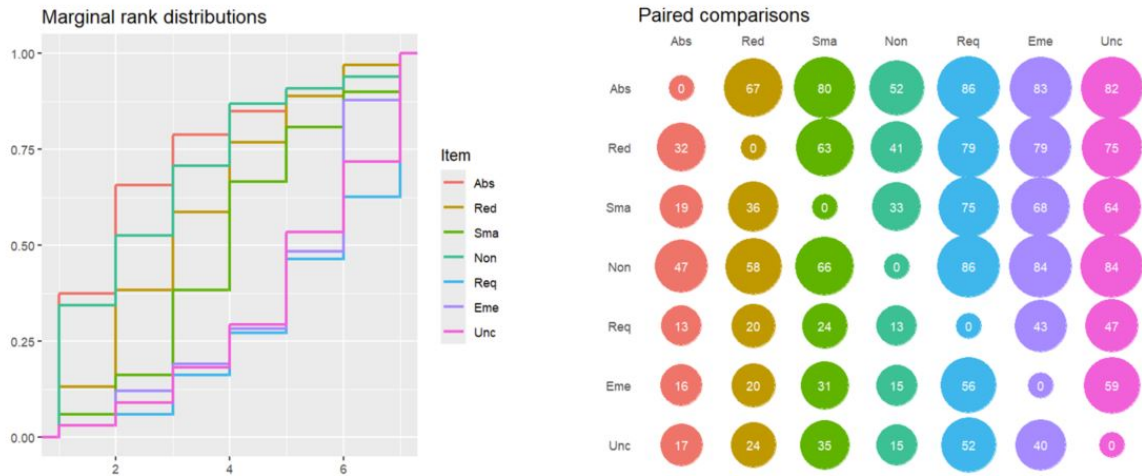 Marginal rank distributions
1.00
0.75
0.50
0.25
0.00
2 4 6
Item
Abs
Red
Sma
Non
Req
Eme
Unc
Paired comparisons
Abs Red Sma Non Req Eme Unc
Abs 0 67 80 52 86 83 82
Red 32 0 63 41 79 79 75
Sma 19 36 0 33 75 68 64
Non 47 58 66 0 86 84 84
Req 13 20 24 13 0 43 47
Eme 16 20 31 15 56 0 59
Unc 17 24 35 15 52 40 0